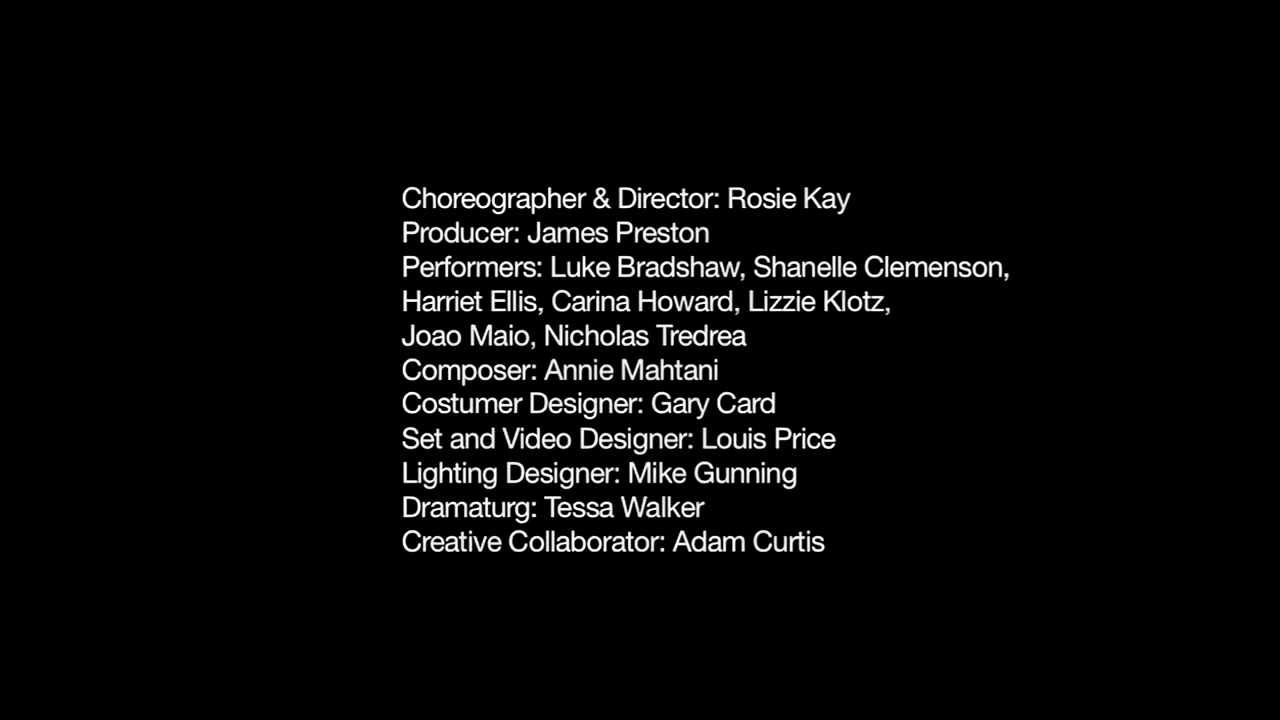 Choreographer & Director: Rosie Kay
Producer: James Preston
Performers: Luke Bradshaw, Shanelle Clemenson,
Harriet Ellis, Carina Howard, Lizzie Klotz,
Joao Maio, Nicholas Tredrea
Composer: Annie Mahtani
Costumer Designer: Gary Card
Set and Video Designer: Louis Price
Lighting Designer: Mike Gunning
Dramaturg: Tessa Walker
Creative Collaborator: Adam Curtis